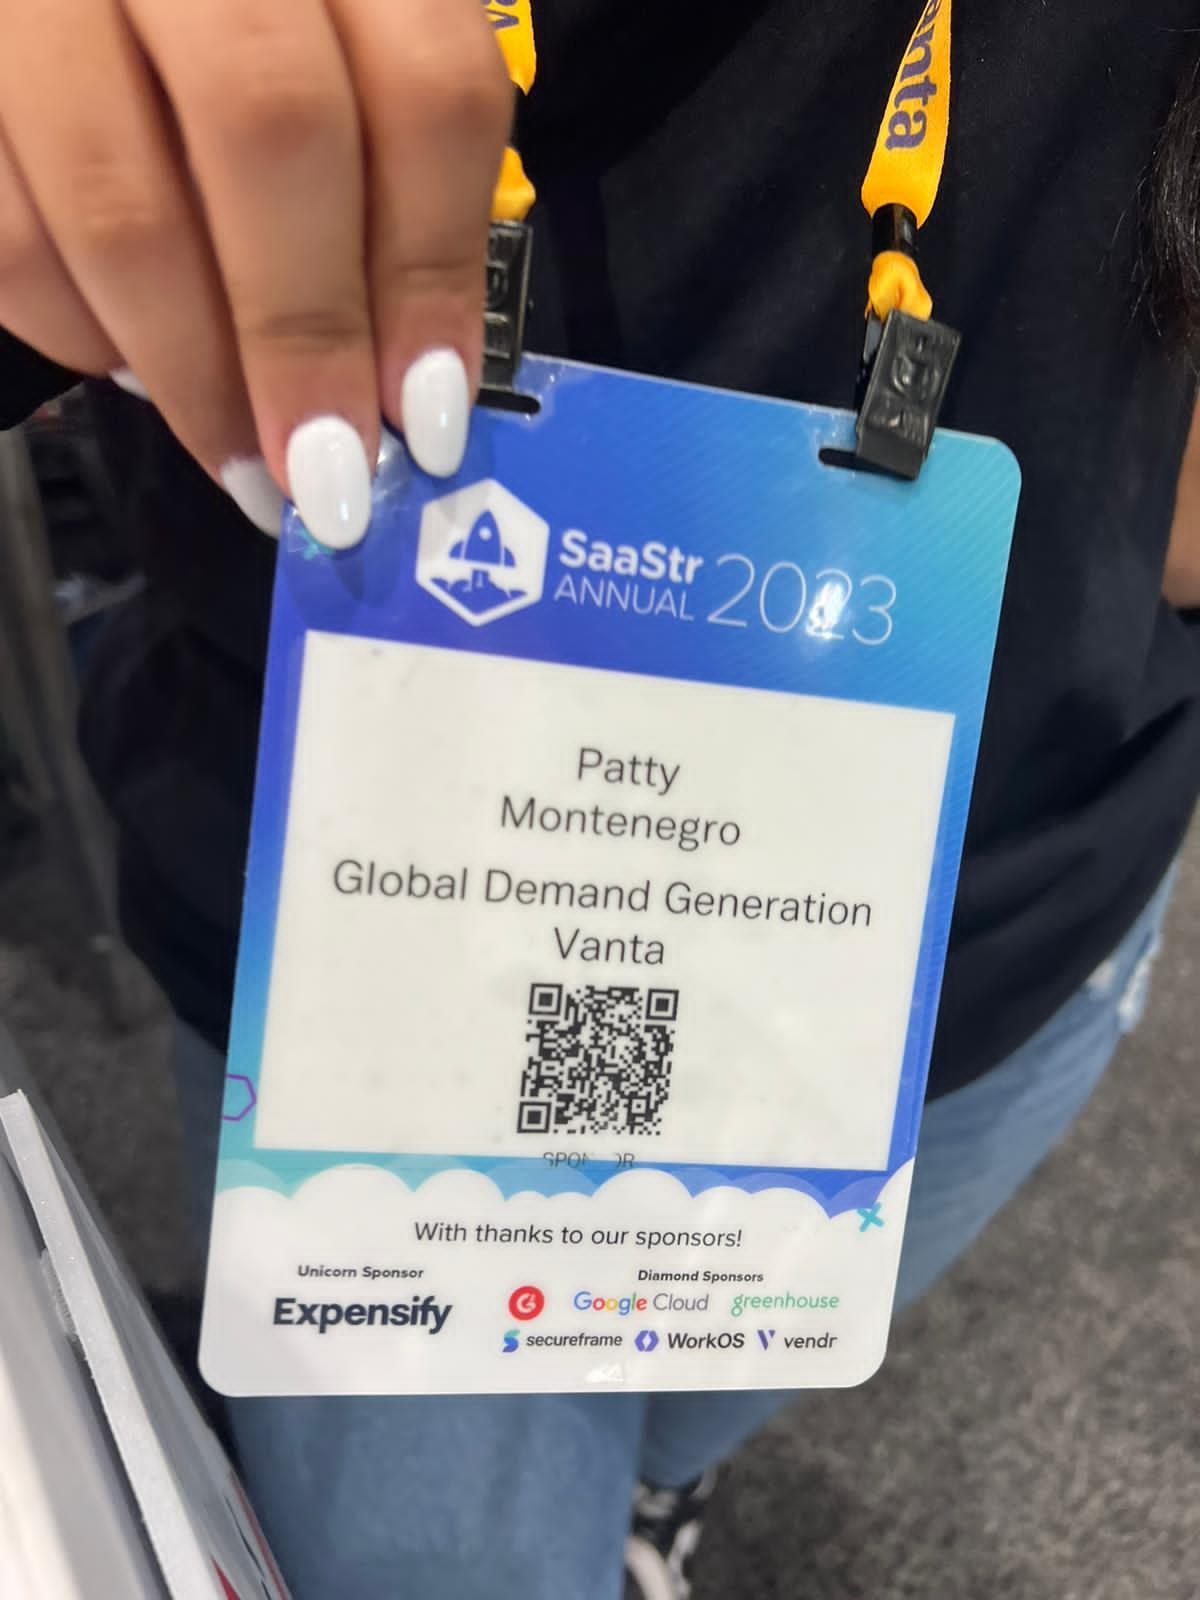 anta
SaaStr
ANNUAL 2023
Patty
Montenegro
Global Demand Generation
Vanta
With thanks to our sponsors!
Unicorn Sponsor
Diamond Sponsors
Expensify
Google Cloud greenhouse
secureframe WorkOS vendr